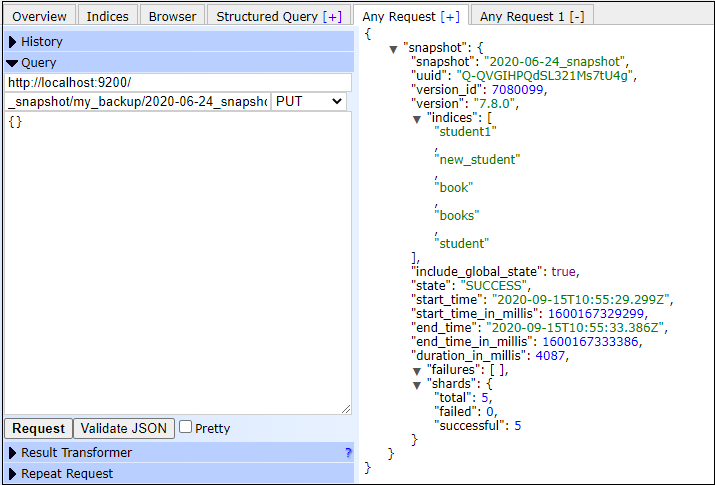 Overview Indices Browser Structured Query [+] Any Request [+] Any Request 1 [-]
History
Query
http://localhost:9200/
_snapshot/my_backup/2020-06-24_snapsho PUT
{}
Request Validate JSON Pretty
Result Transformer ?
Repeat Request
{
"snapshot": {
"snapshot": "2020-06-24_snapshot",
"uuid": "Q-QVGIHPQdSL321Ms7tU4g",
"version_id": 7080099,
"version": "7.8.0",
"indices": [
"student1"
,
"new_student"
,
"book"
,
"books"
,
"student"
],
"include_global_state": true,
"state": "SUCCESS",
"start_time": "2020-09-15T10:55:29.299Z",
"start_time_in_millis": 1600167329299,
"end_time": "2020-09-15T10:55:33.386Z",
"end_time_in_millis": 1600167333386,
"duration_in_millis": 4087,
"failures": [ ],
"shards": {
"total": 5,
"failed": 0,
"successful": 5
}
}
}